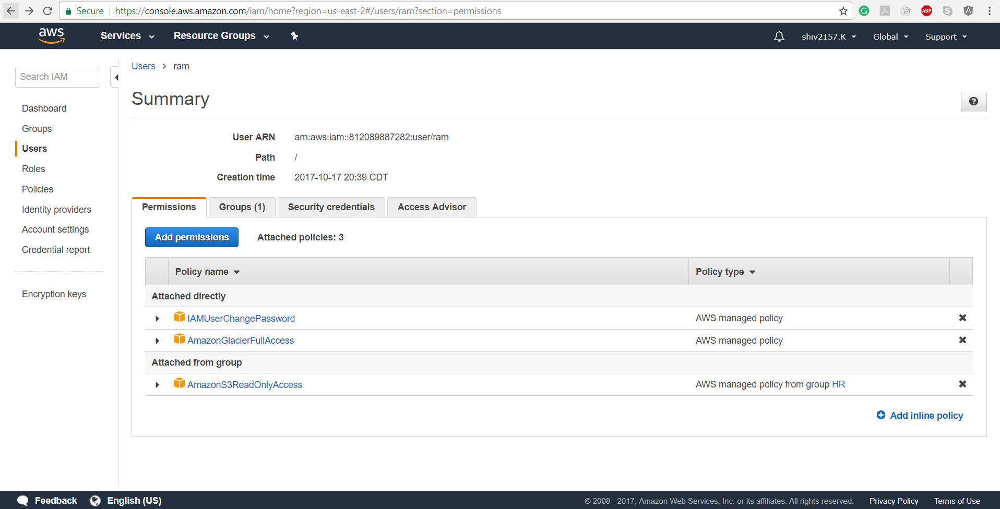 Secure https://console.aws.amazon.com/iam/home?region=us-east-2#/users/ram?section=permissions
ABP
aws Services Resource Groups shiv2157.K Global Support
Users > ram
Search IAM
Summary
Dashboard
Groups
Users
Roles
Policies
Identity providers
Account settings
Credential report
Encryption keys
User ARN arn:aws:iam::812089887282:user/ram
Path /
Creation time 2017-10-17 20:39 CDT
Permissions Groups (1) Security credentials Access Advisor
Add permissions Attached policies: 3
Policy name Policy type
Attached directly
IAMUserChangePassword AWS managed policy
AmazonGlacierFullAccess AWS managed policy
Attached from group
AmazonS3ReadOnlyAccess AWS managed policy from group HR
Add inline policy
Feedback English (US) © 2008 - 2017, Amazon Web Services, Inc. or its affiliates. All rights reserved. Privacy Policy Terms of Use